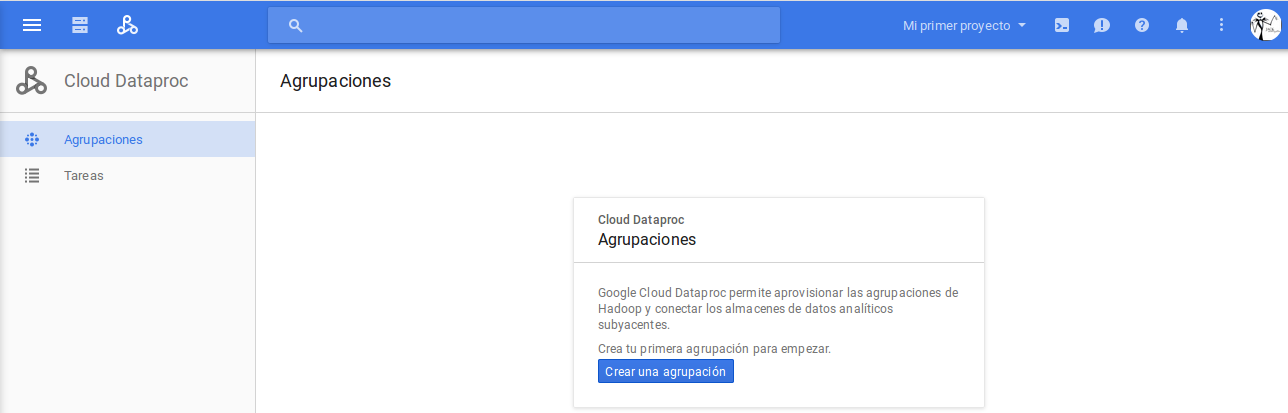 Mi primer proyecto
Cloud Dataproc
Agrupaciones
Agrupaciones
Tareas
Cloud Dataproc
Agrupaciones
Google Cloud Dataproc permite aprovisionar las agrupaciones de
Hadoop y conectar los almacenes de datos analíticos
subyacentes.
Crea tu primera agrupación para empezar.
Crear una agrupación